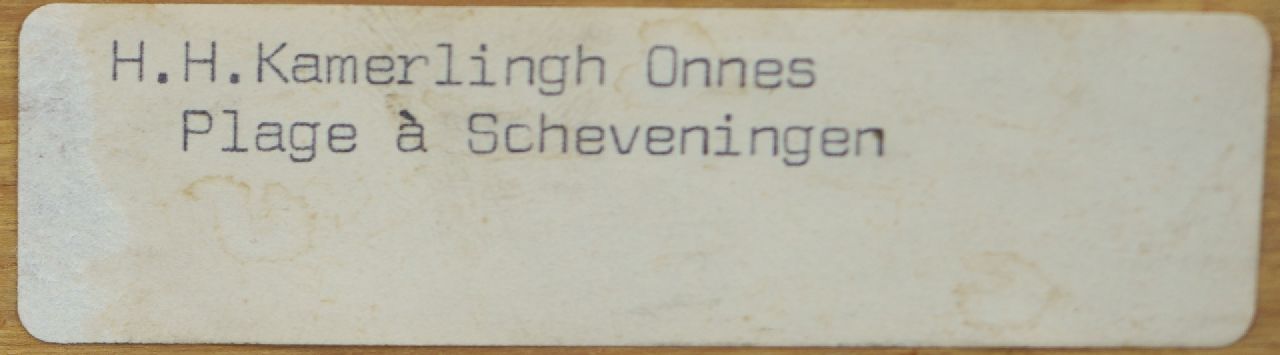 H.H.Kamerlingh Onnes
Plage à Scheveningen